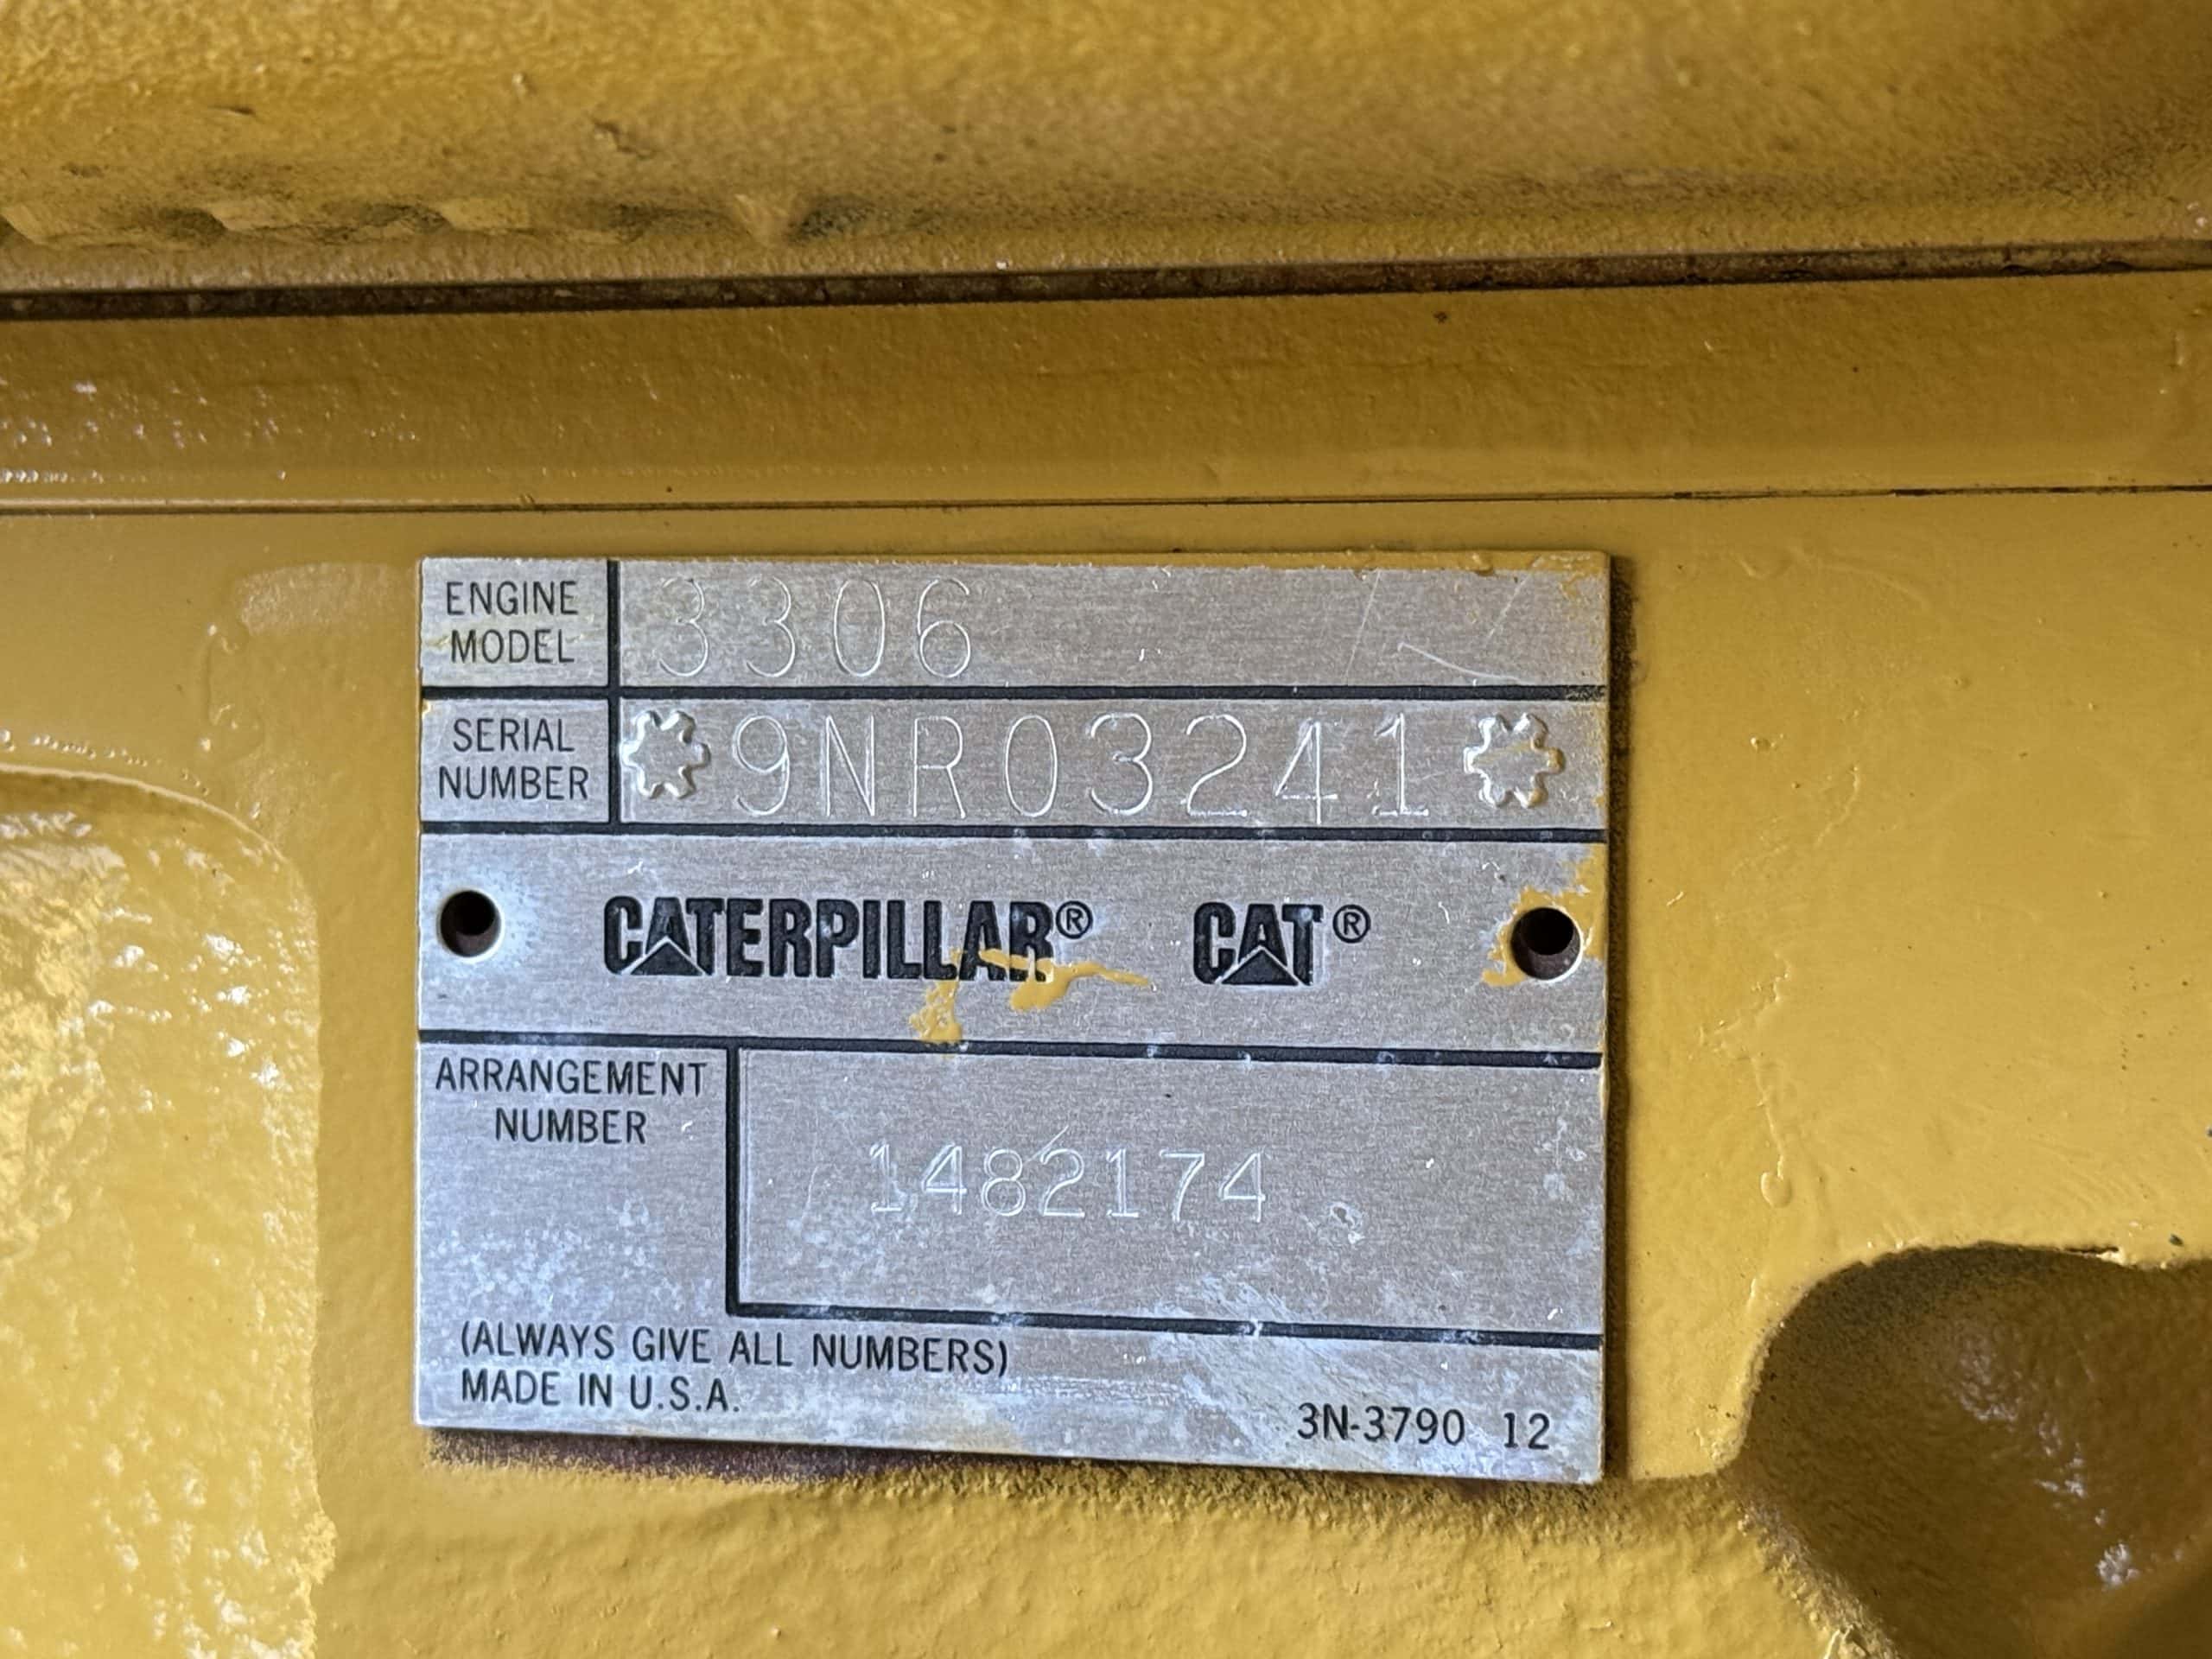 ENGINE MODEL 3306
SERIAL NUMBER 9NR03241
CATERPILLAR® CAT®
ARRANGEMENT
NUMBER
1482174
(ALWAYS GIVE ALL NUMBERS)
MADE IN U.S.A.
3N-3790 12